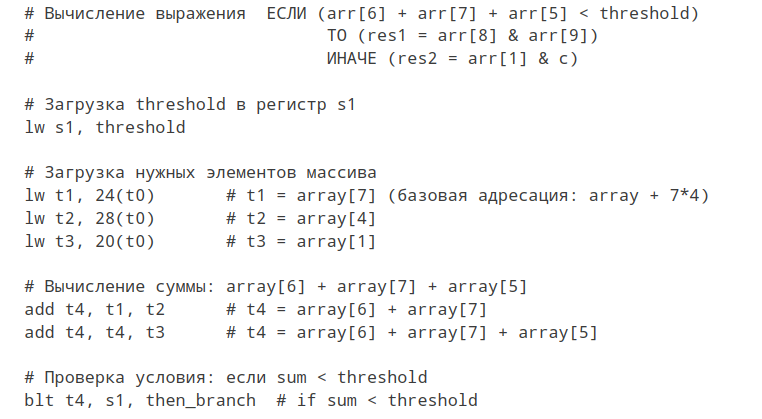 # Вычисление выражения  ЕСЛИ (arr[6] + arr[7] + arr[5] < threshold)
#                             ТО (res1 = arr[8] & arr[9])
#                             ИНАЧЕ (res2 = arr[1] & c)
# Загрузка threshold в регистр s1
lw s1, threshold
# Загрузка нужных элементов массива
lw t1, 24(t0)       # t1 = array[7] (базовая адресация: array + 7*4)
lw t2, 28(t0)       # t2 = array[4]
lw t3, 20(t0)       # t3 = array[1]
# Вычисление суммы: array[6] + array[7] + array[5]
add t4, t1, t2      # t4 = array[6] + array[7]
add t4, t4, t3      # t4 = array[6] + array[7] + array[5]
# Проверка условия: если sum < threshold
blt t4, s1, then_branch  # if sum < threshold